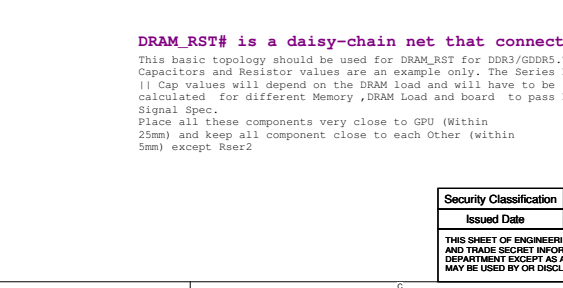 DRAM_RST# is a daisy-chain net that connect
This basic topology should be used for DRAM_RST for DDR3/GDDR5.
Capacitors and Resistor values are an example only. The Series
|| Cap values will depend on the DRAM load and will have to be
calculated for different Memory ,DRAM Load and board to pass
Signal Spec.
Place all these components very close to GPU (Within
25mm) and keep all component close to each Other (within
5mm) except Rser2
Security Classification
Issued Date
THIS SHEET OF ENGINEERI
AND TRADE SECRET INFOR
DEPARTMENT EXCEPT AS A
MAY BE USED BY OR DISCL